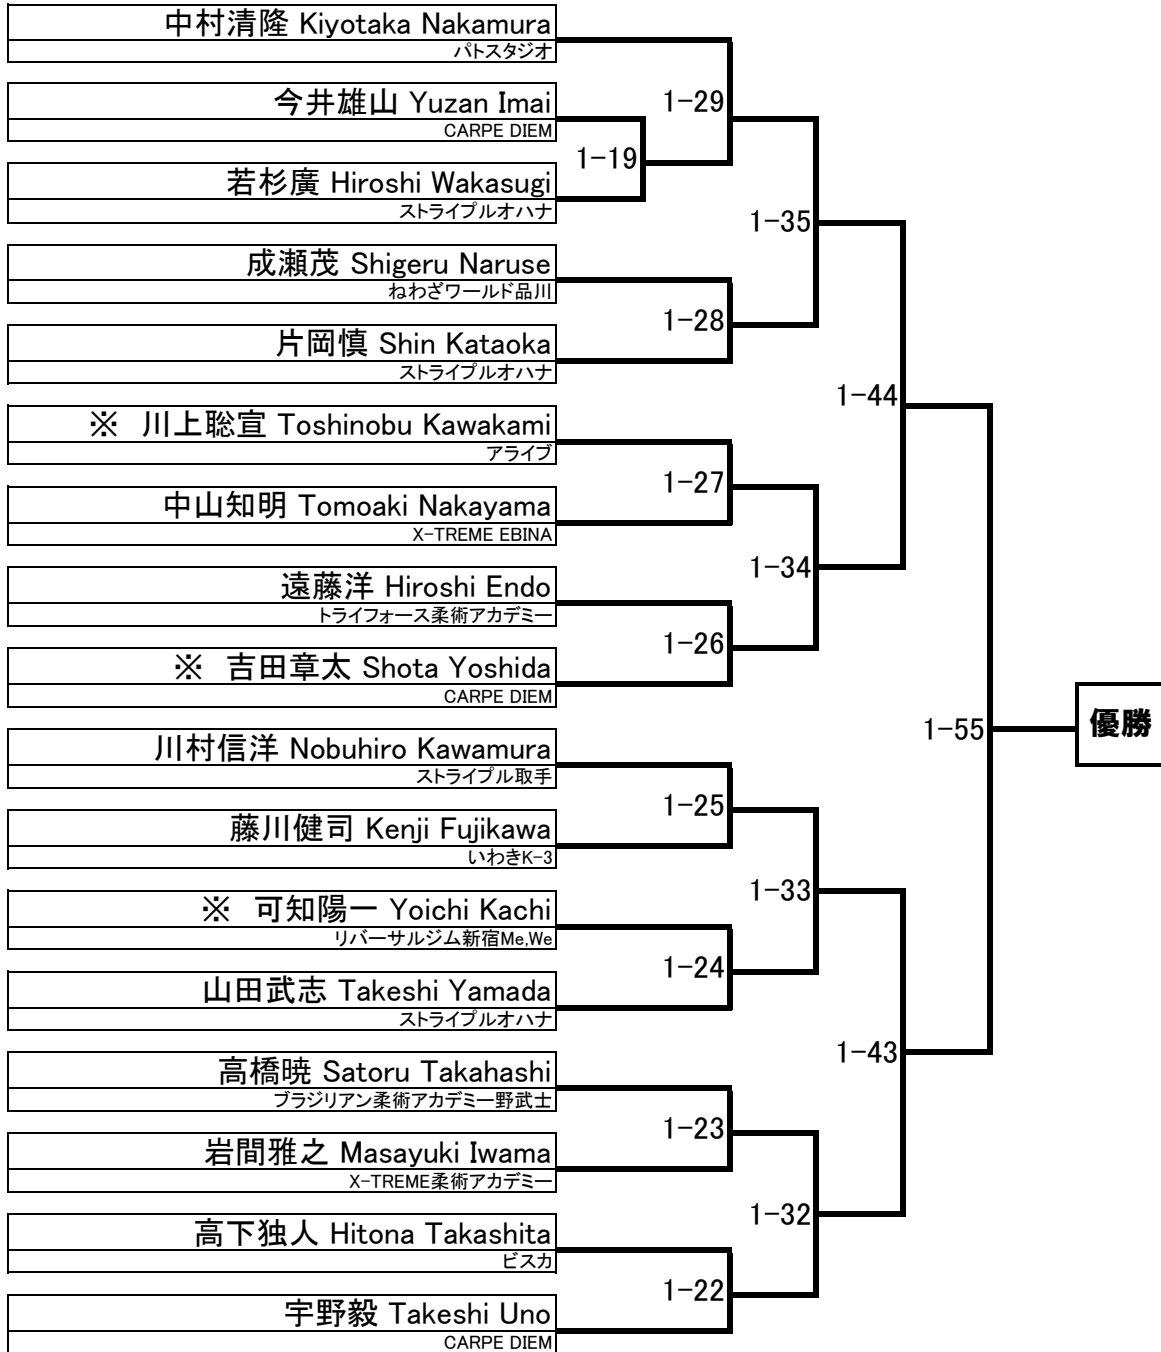 中村清隆 Kiyotaka Nakamura
パトスタジオ
今井雄山 Yuzan Imai
CARPE DIEM
若杉廣 Hiroshi Wakasugi
ストライプルオハナ
成瀬茂 Shigeru Naruse
ねわざワールド品川
片岡慎 Shin Kataoka
ストライプルオハナ
※ 川上聡宣 Toshinobu Kawakami
アライブ
中山知明 Tomoaki Nakayama
X-TREME EBINA
遠藤洋 Hiroshi Endo
トライフォース柔術アカデミー
※ 吉田章太 Shota Yoshida
CARPE DIEM
川村信洋 Nobuhiro Kawamura
ストライプル取手
藤川健司 Kenji Fujikawa
いわきK-3
※ 可知陽一 Yoichi Kachi
リバーサルジム新宿Me,We
山田武志 Takeshi Yamada
ストライプルオハナ
高橋暁 Satoru Takahashi
ブラジリアン柔術アカデミー野武士
岩間雅之 Masayuki Iwama
X-TREME柔術アカデミー
高下独人 Hitona Takashita
ビスカ
宇野毅 Takeshi Uno
CARPE DIEM
1-19
1-29
1-28
1-27
1-26
1-25
1-24
1-23
1-22
1-35
1-34
1-33
1-32
1-44
1-43
1-55
優勝